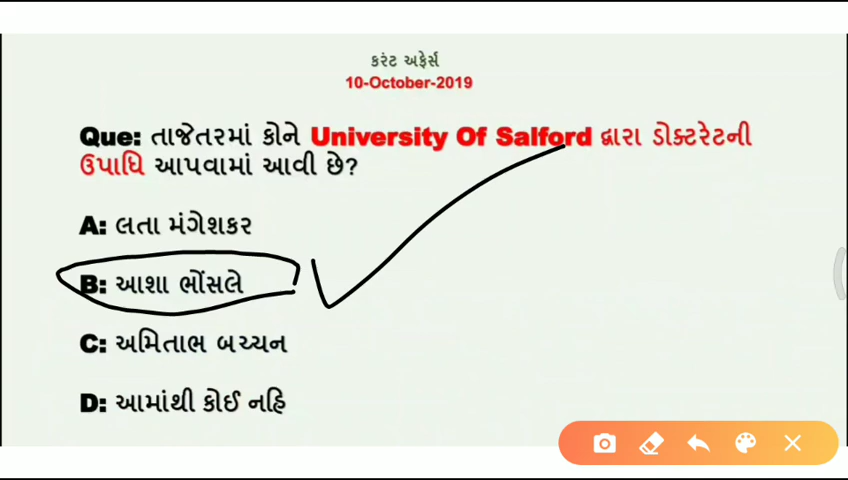 કરંટ અફેર્સ
10-October-2019
Que: તાજેતરમાં કોને University Of Salford દ્વારા ડોક્ટરેટની
ઉપાધિ આપવામાં આવી છે?
A: લતા મંગેશકર
B: આશા ભોંસલે
C: અમિતાભ બચ્ચન
D: આમાંથી કોઈ નહિ